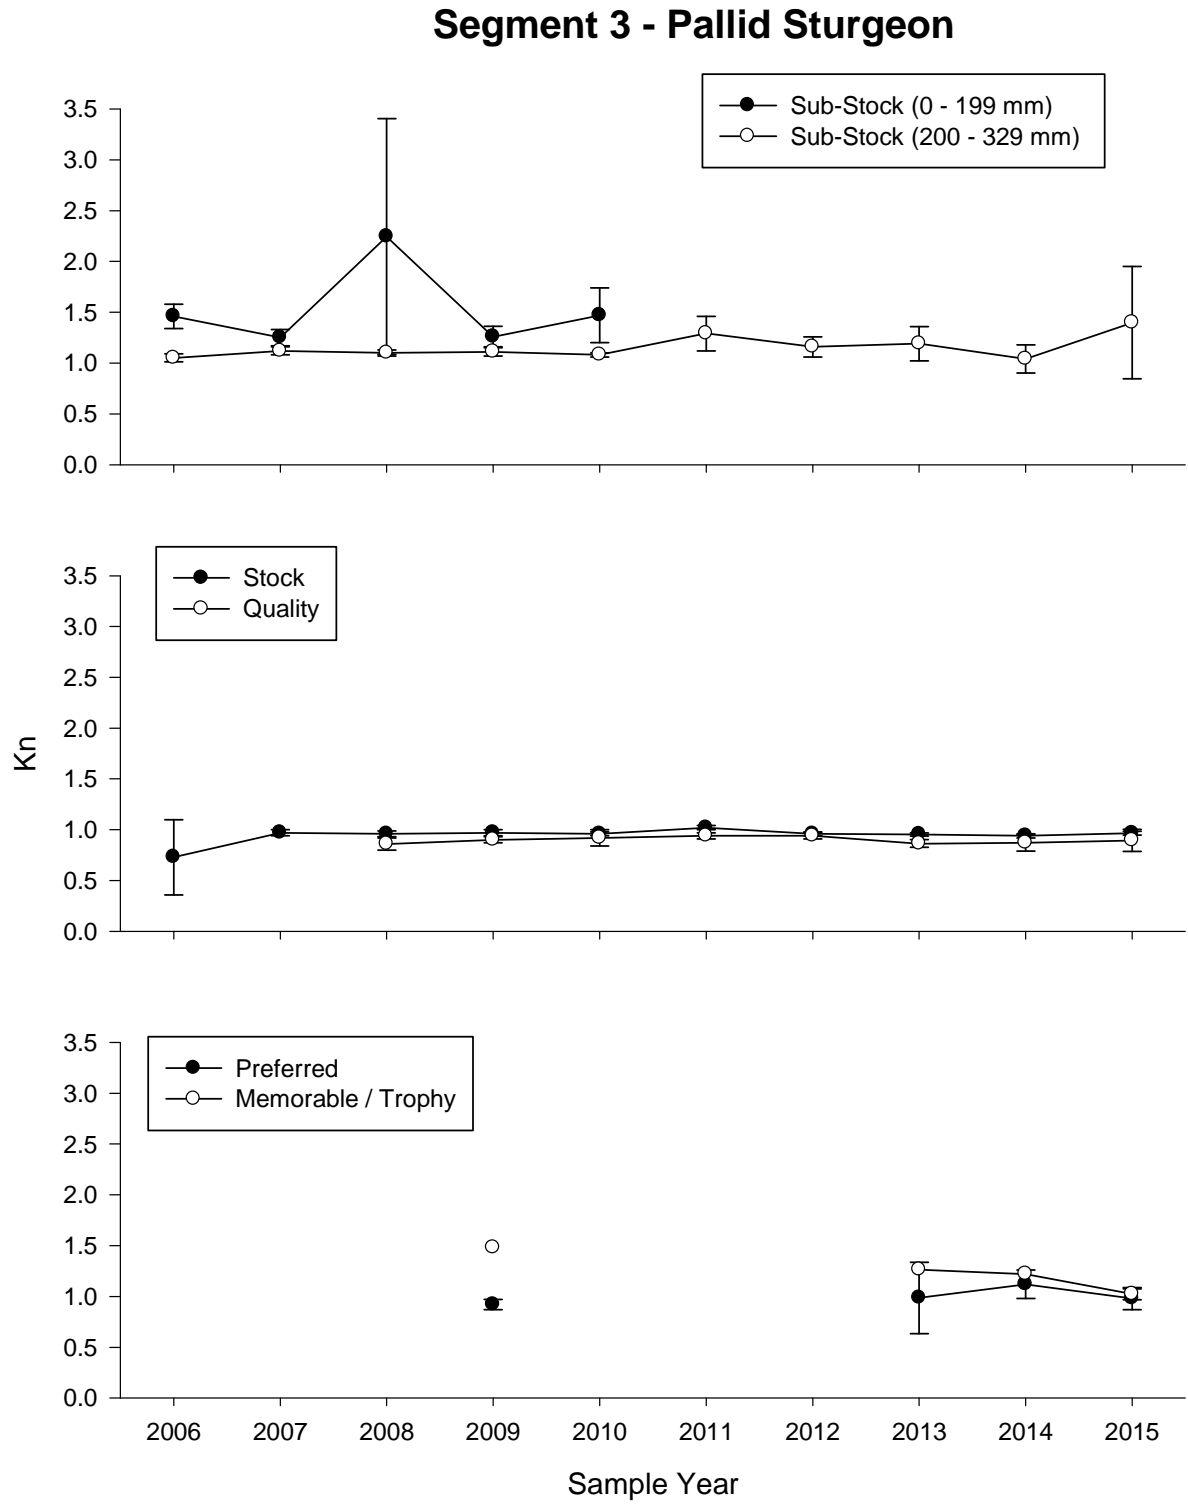 Segment 3 - Pallid Sturgeon
Sub-Stock (0 - 199 mm)
Sub-Stock (200 - 329 mm)
3.5
3.0
2.5
2.0
1.5
1.0
0.5
0.0
Stock
Quality
3.5
3.0
2.5
2.0
1.5
1.0
0.5
0.0
Kn
Preferred
Memorable / Trophy
3.5
3.0
2.5
2.0
1.5
1.0
0.5
0.0
2006 2007 2008 2009 2010 2011 2012 2013 2014 2015
Sample Year